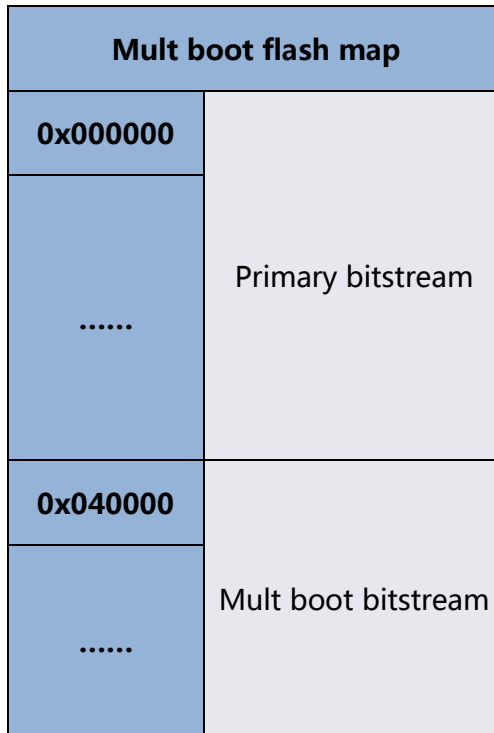 Mult boot flash map
0x000000
Primary bitstream
......
0x040000
Mult boot bitstream
......